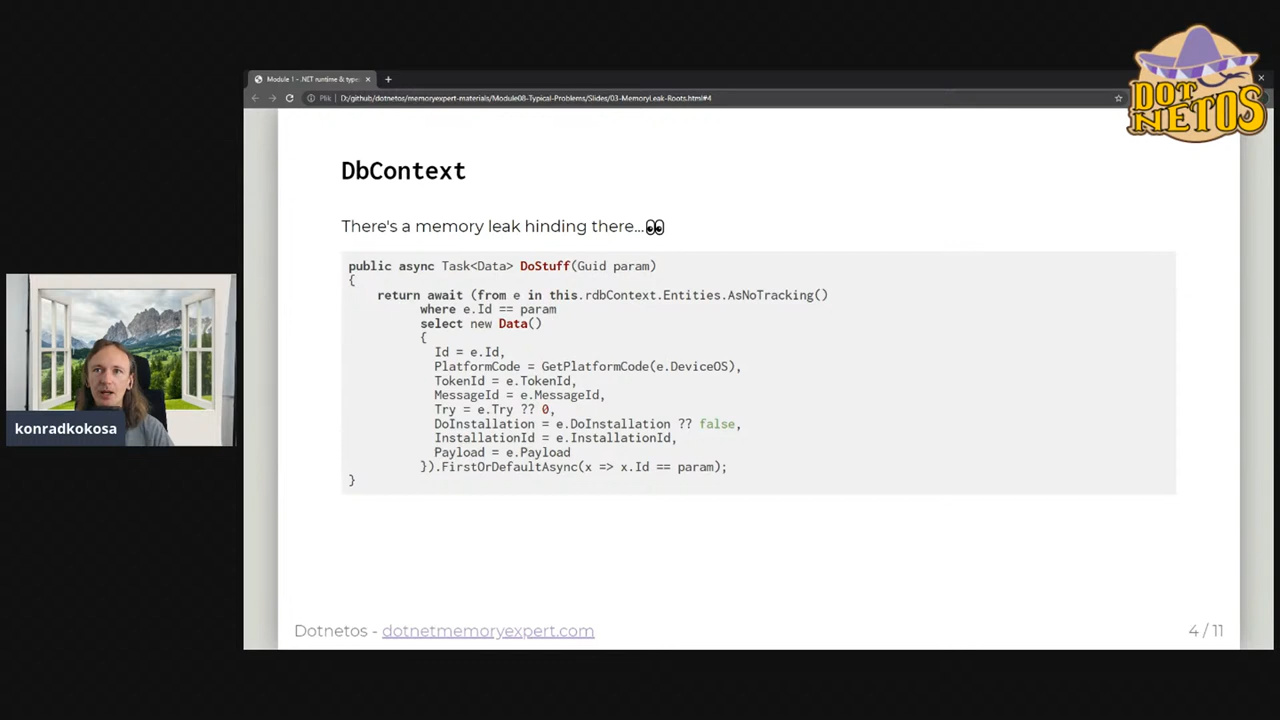 DOT
NETOS
Module 1 - .NET runtime & type
Plik
D:/github/dotnetos/memoryexpert-materials/Module08-Typical-Problems/Slides/03-MemoryLeak-Roots.html#4
DbContext
There's a memory leak hinding there...👀
public async Task<Data> DoStuff(Guid param)
{
    return await (from e in this.rdbContext.Entities.AsNoTracking()
          where e.Id == param
          select new Data()
          {
            Id = e.Id,
            PlatformCode = GetPlatformCode(e.DeviceOS),
            TokenId = e.TokenId,
            MessageId = e.MessageId,
            Try = e.Try ?? 0,
            DoInstallation = e.DoInstallation ?? false,
            InstallationId = e.InstallationId,
            Payload = e.Payload
          }).FirstOrDefaultAsync(x => x.Id == param);
}
konradkokosa
Dotnetos - dotnetmemoryexpert.com
4 / 11